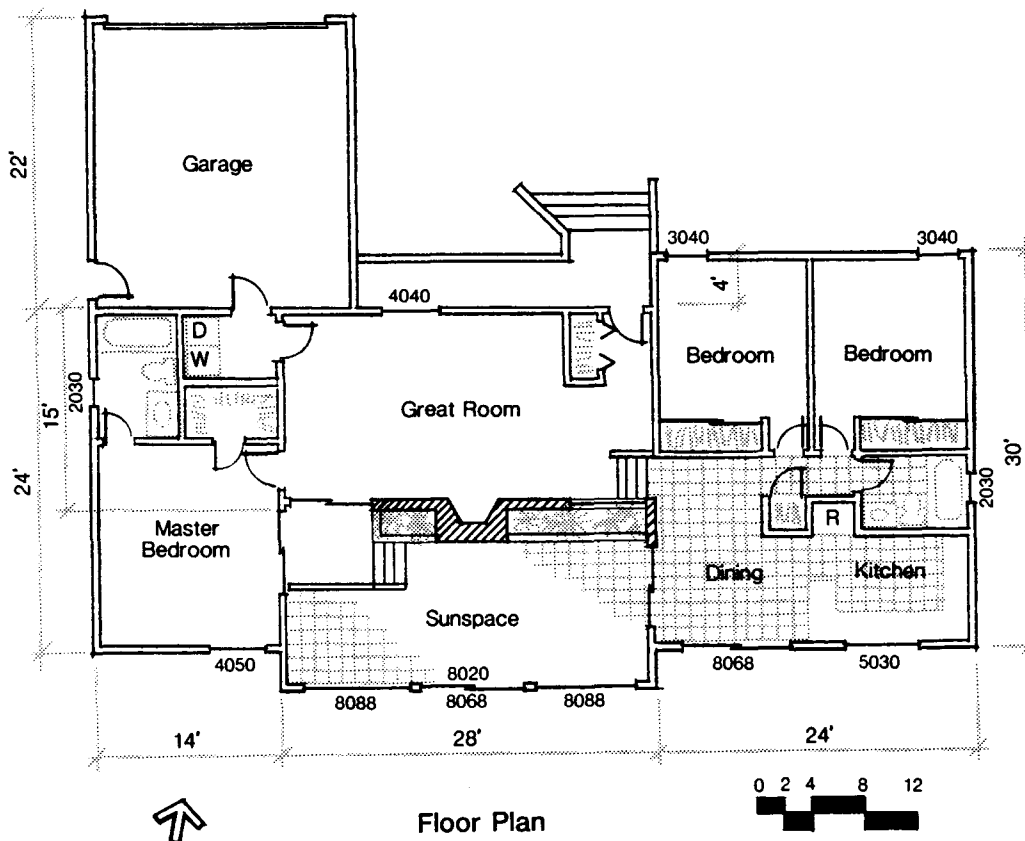 22'
Garage
3040
3040
4'
4040
D
W
Bedroom
Bedroom
2030
15'
Great Room
24'
30'
2030
Master
Bedroom
R
Dining
Kitchen
Sunspace
4050
8020
8068
5030
8088
8068
8088
14'
28'
24'
0 2 4 8 12
Floor Plan